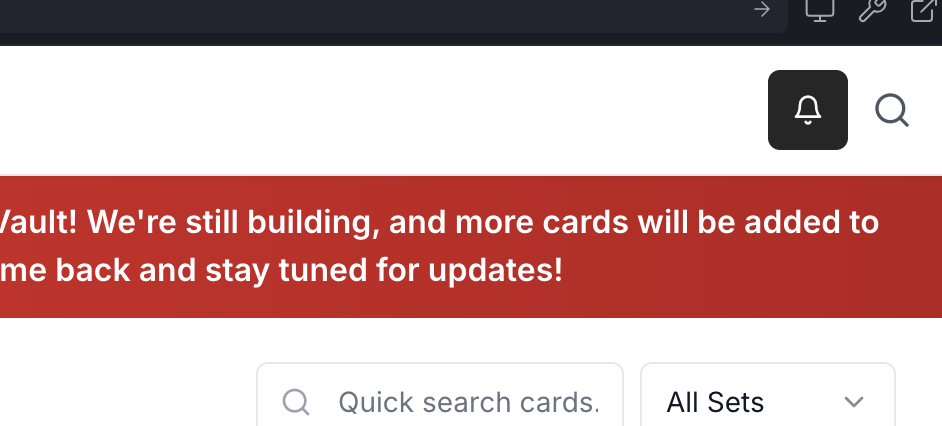 Vault! We're still building, and more cards will be added to
me back and stay tuned for updates!
Quick search cards.
All Sets